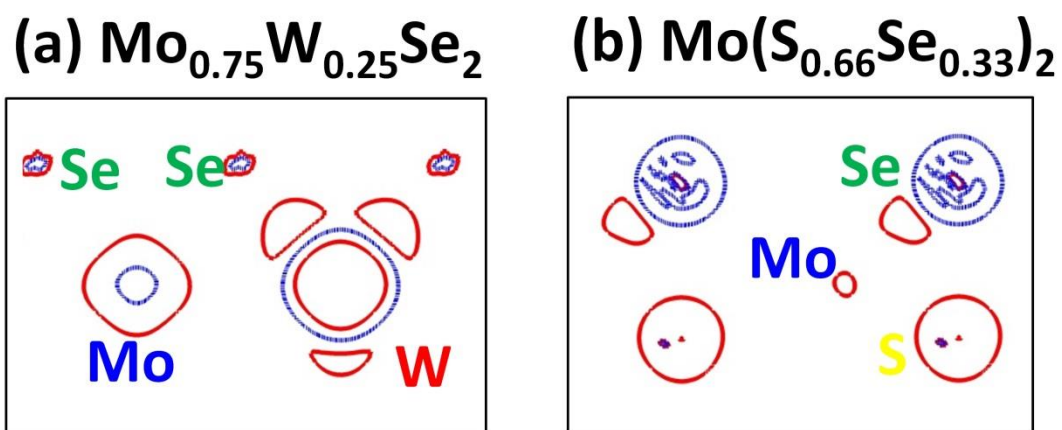 (a) Mo₀.₇₅W₀.₂₅Se₂
(b) Mo(S₀.₆₆Se₀.₃₃)₂
Se Se
Mo W
Se
Mo
S